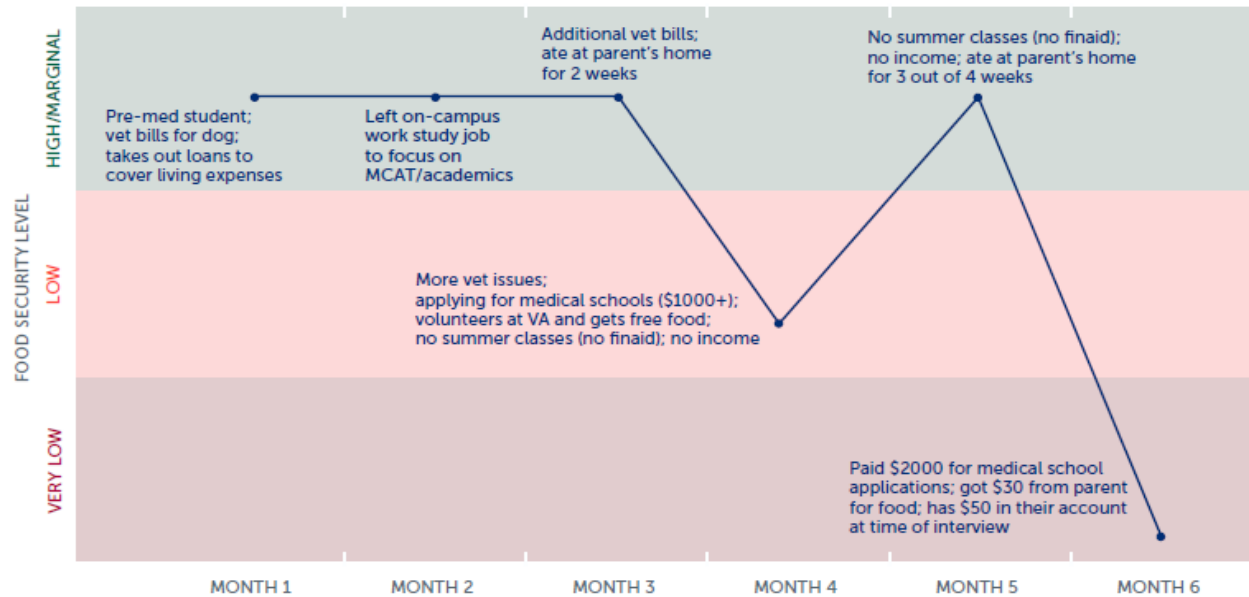 FOOD SECURITY LEVEL
HIGH/MARGINAL
LOW
VERY LOW
Pre-med student;
vet bills for dog;
takes out loans to
cover living expenses
Left on-campus
work study job
to focus on
MCAT/academics
Additional vet bills;
ate at parent's home
for 2 weeks
More vet issues;
applying for medical schools ($1000+);
volunteers at VA and gets free food;
no summer classes (no finaid); no income
No summer classes (no finaid);
no income; ate at parent's home
for 3 out of 4 weeks
Paid $2000 for medical school
applications; got $30 from parent
for food; has $50 in their account
at time of interview
MONTH 1
MONTH 2
MONTH 3
MONTH 4
MONTH 5
MONTH 6